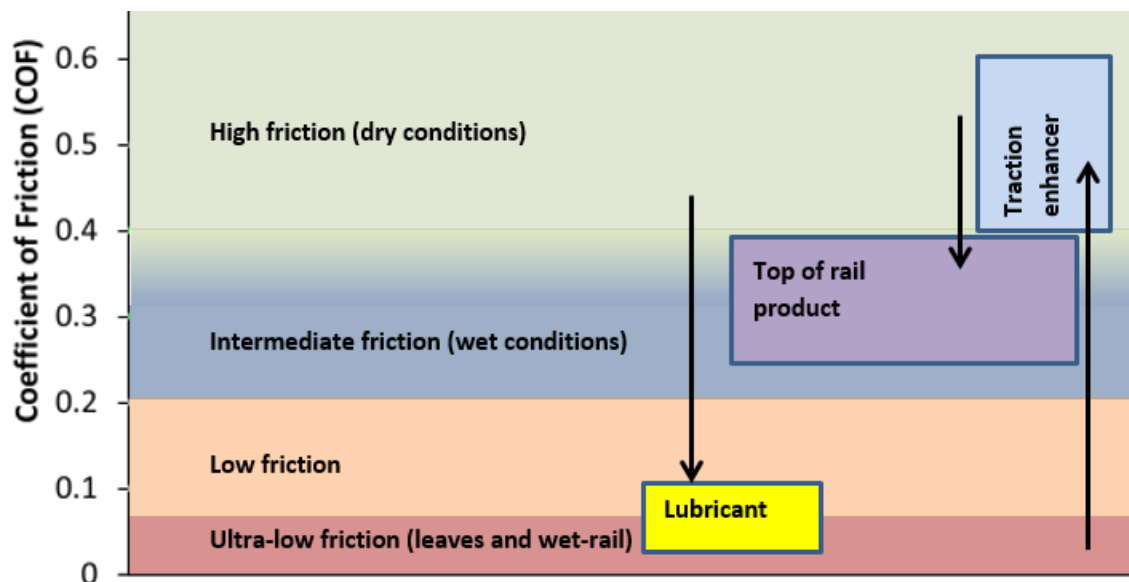 Coefficient of Friction (COF)
0.6
0.5
0.4
0.3
0.2
0.1
0
High friction (dry conditions)
Intermediate friction (wet conditions)
Low friction
Ultra-low friction (leaves and wet-rail)
Lubricant
Top of rail
product
Traction
enhancer